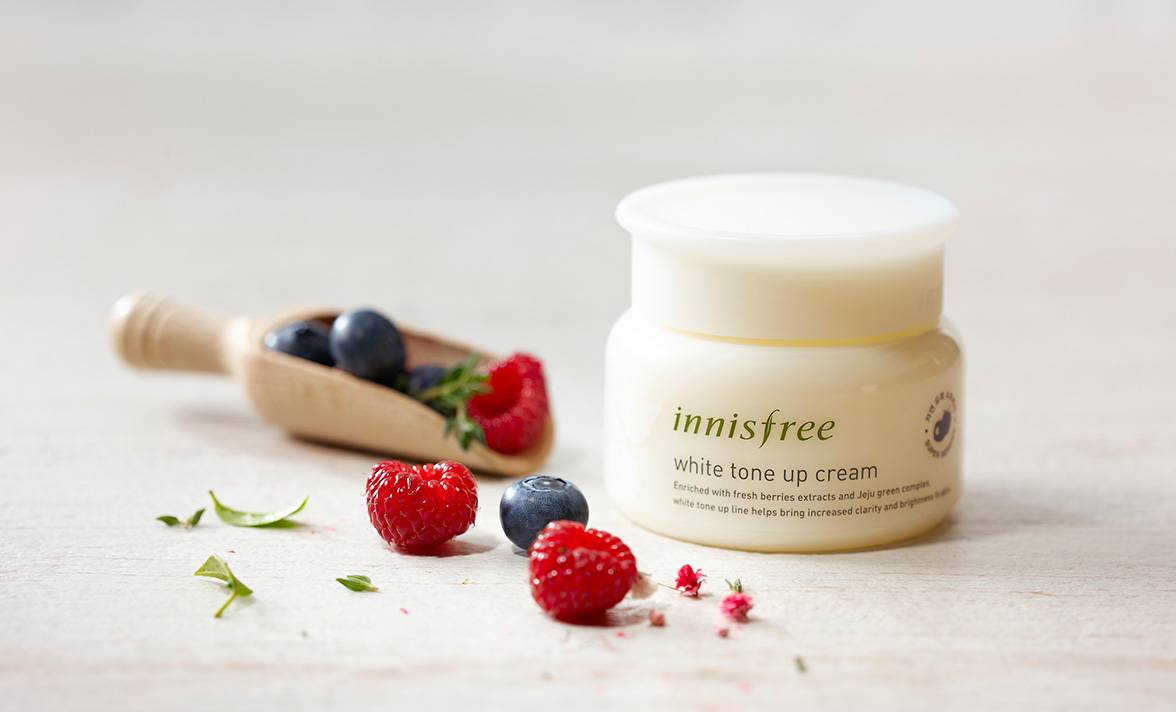 innisfree
white tone up cream
Enriched with fresh berries extracts and Jeju green complex,
white tone up line helps bring increased clarity and brightness to skin
SUPER